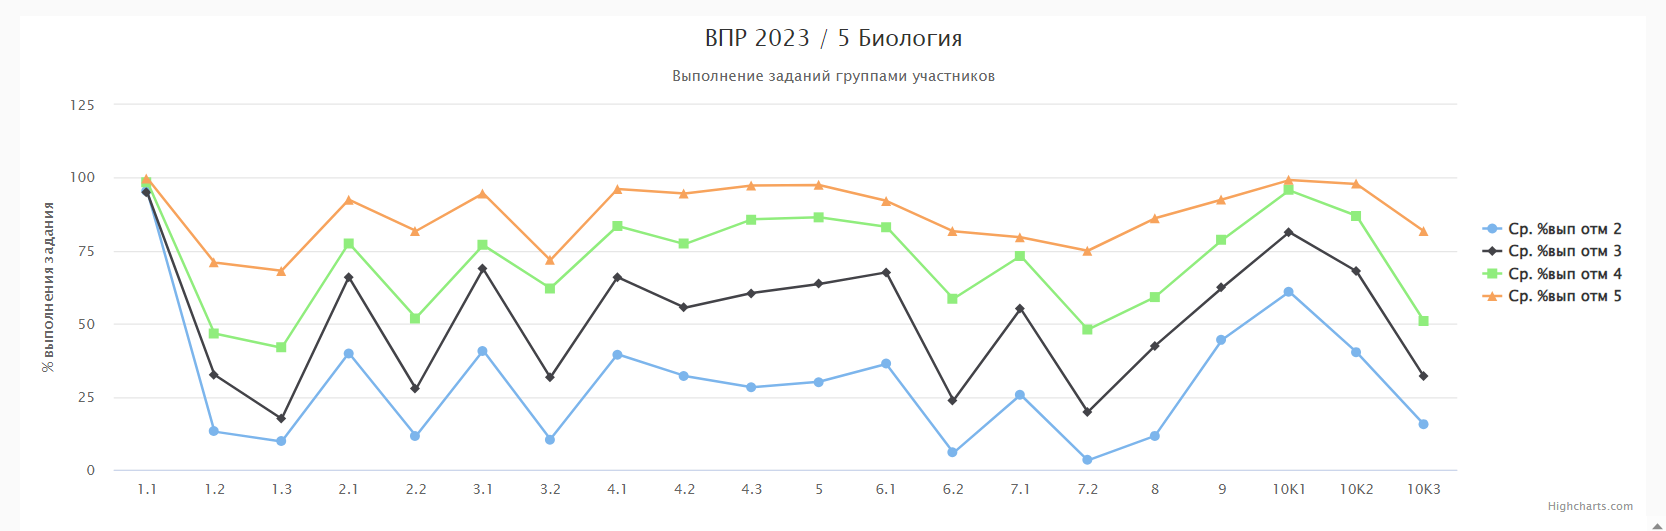 ВПР 2023 / 5 Биология
Выполнение заданий группами участников
% выполнения задания
125
100
75
50
25
0
1.1 1.2 1.3 2.1 2.2 3.1 3.2 4.1 4.2 4.3 5 6.1 6.2 7.1 7.2 8 9 10К1 10К2 10К3
Ср. %вып отм 2
Ср. %вып отм 3
Ср. %вып отм 4
Ср. %вып отм 5
Highcharts.com